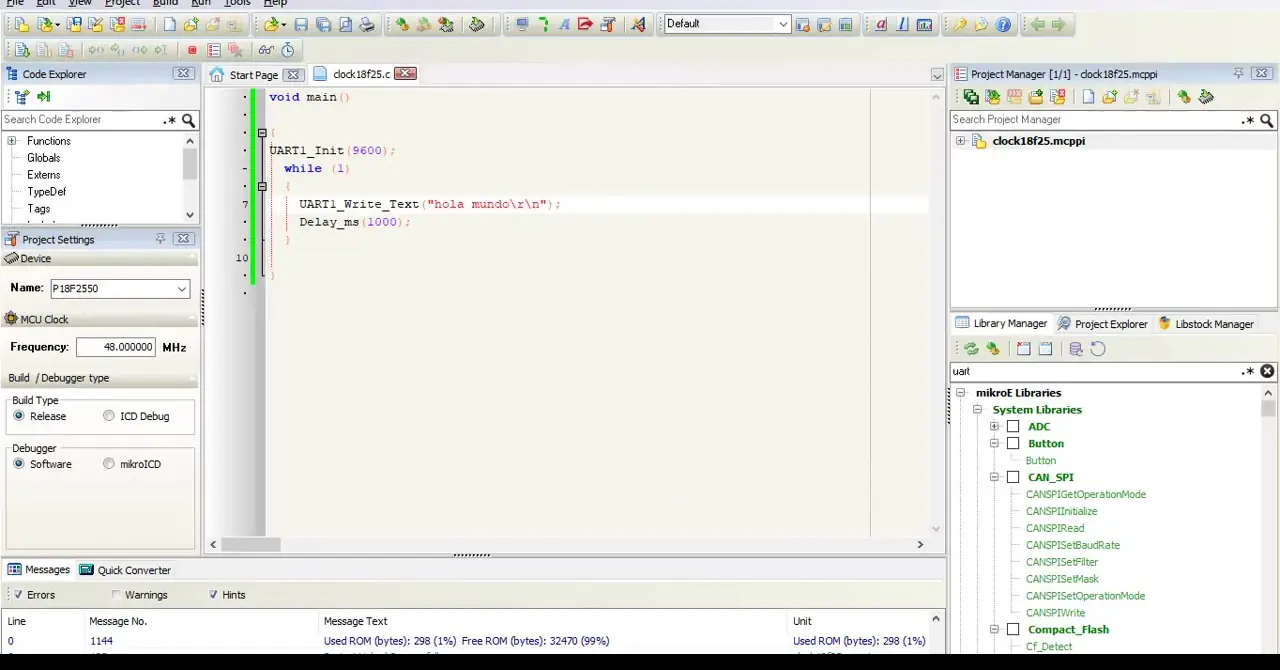 File Edit View Project Build Run Tools Help
Default
Code Explorer
Start Page
clock18f25.c
Project Manager [1/1] - clock18f25.mcppi
Search Code Explorer
Search Project Manager
Functions
Globals
Externs
TypeDef
Tags
clock18f25.mcppi
void main()
{
UART1_Init(9600);
while (1)
{
7 UART1_Write_Text("hola mundo\r\n");
Delay_ms(1000);
}
10
}
Project Settings
Device
Name: P18F2550
MCU Clock
Frequency: 48.000000 MHz
Build / Debugger type
Build Type
Release ICD Debug
Debugger
Software mikroICD
Library Manager Project Explorer Libstock Manager
uart
mikroE Libraries
System Libraries
ADC
Button
Button
CAN_SPI
CANSPIGetOperationMode
CANSPIInitialize
CANSPIRead
CANSPISetBaudRate
CANSPISetFilter
CANSPISetMask
CANSPISetOperationMode
CANSPIWrite
Compact_Flash
Cf_Detect
Messages Quick Converter
Errors Warnings Hints
Line Message No. Message Text Unit
0 1144 Used ROM (bytes): 298 (1%) Free ROM (bytes): 32470 (99%) Used ROM (bytes): 298 (1%)